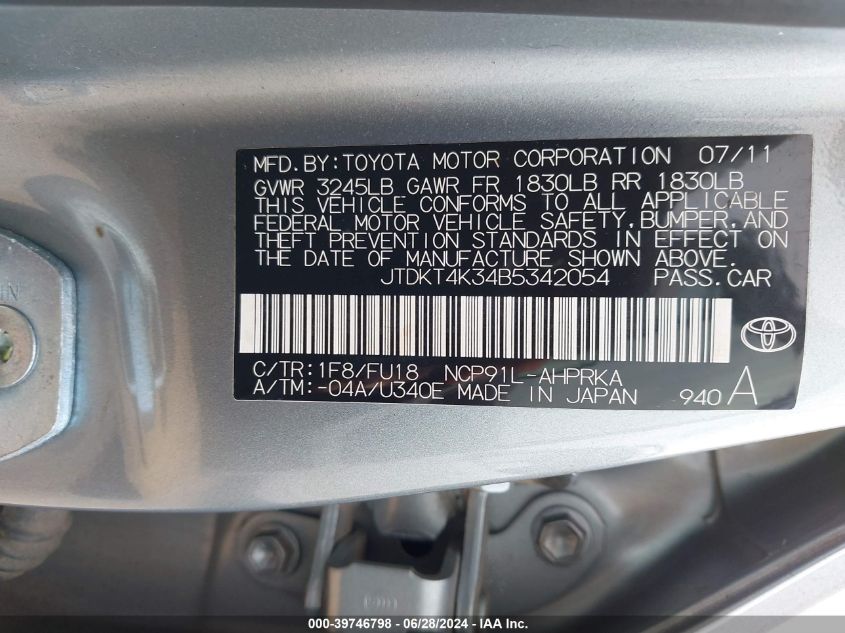 MFD.BY:TOYOTA MOTOR CORPORATION 07/11
GVWR 3245LB GAWR FR 1830LB RR 1830LB
THIS VEHICLE CONFORMS TO ALL APPLICABLE
FEDERAL MOTOR VEHICLE SAFETY,BUMPER,AND
THEFT PREVENTION STANDARDS IN EFFECT ON
THE DATE OF MANUFACTURE SHOWN ABOVE.
JTDKT4K34B5342054 PASS.CAR
C/TR:1F8/FU18 NCP91L-AHPRKA
A/TM:-04A/U340E MADE IN JAPAN 940 A
000-39746798 - 06/28/2024 - IAAI.com